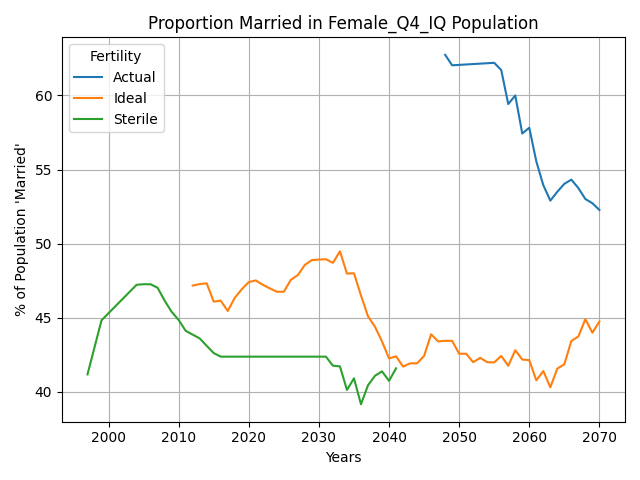 Proportion Married in Female_Q4_IQ Population
Fertility
Actual
Ideal
Sterile
% of Population 'Married'
60
55
50
45
40
2000 2010 2020 2030 2040 2050 2060 2070
Years